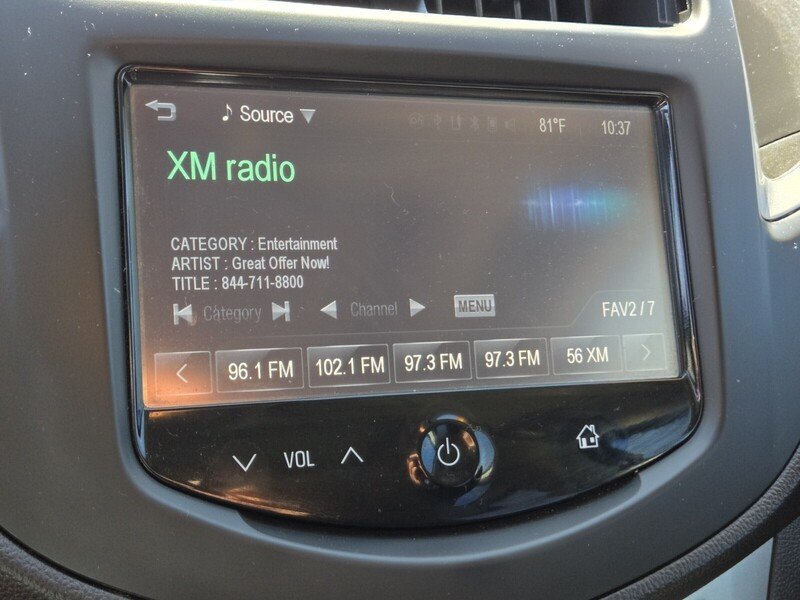 Source
81°F
10:37
XM radio
CATEGORY : Entertainment
ARTIST : Great Offer Now!
TITLE : 844-711-8800
Category
Channel
MENU
FAV2 / 7
96.1 FM
102.1 FM
97.3 FM
97.3 FM
56 XM
VOL